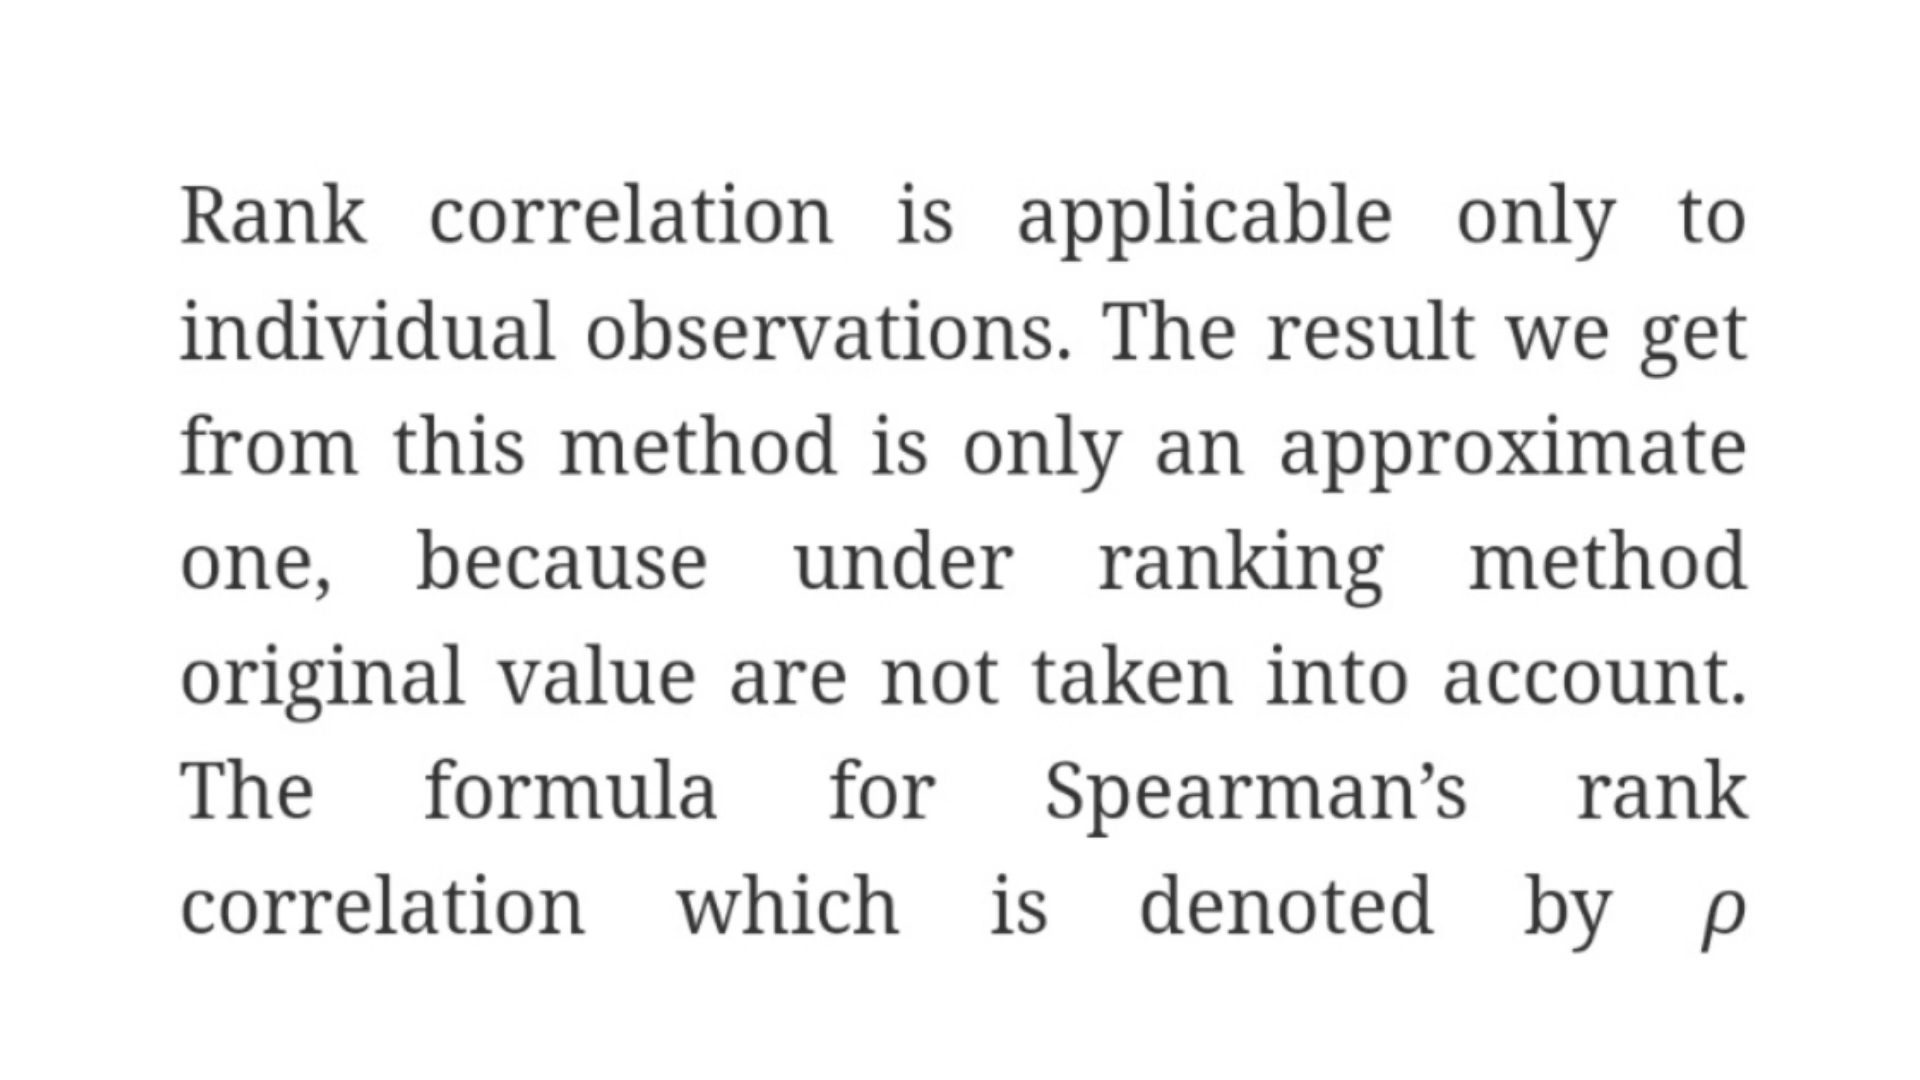 Rank correlation is applicable only to
individual observations. The result we get
from this method is only an approximate
one, because under ranking method
original value are not taken into account.
The formula for Spearman’s rank
correlation which is denoted by ρ